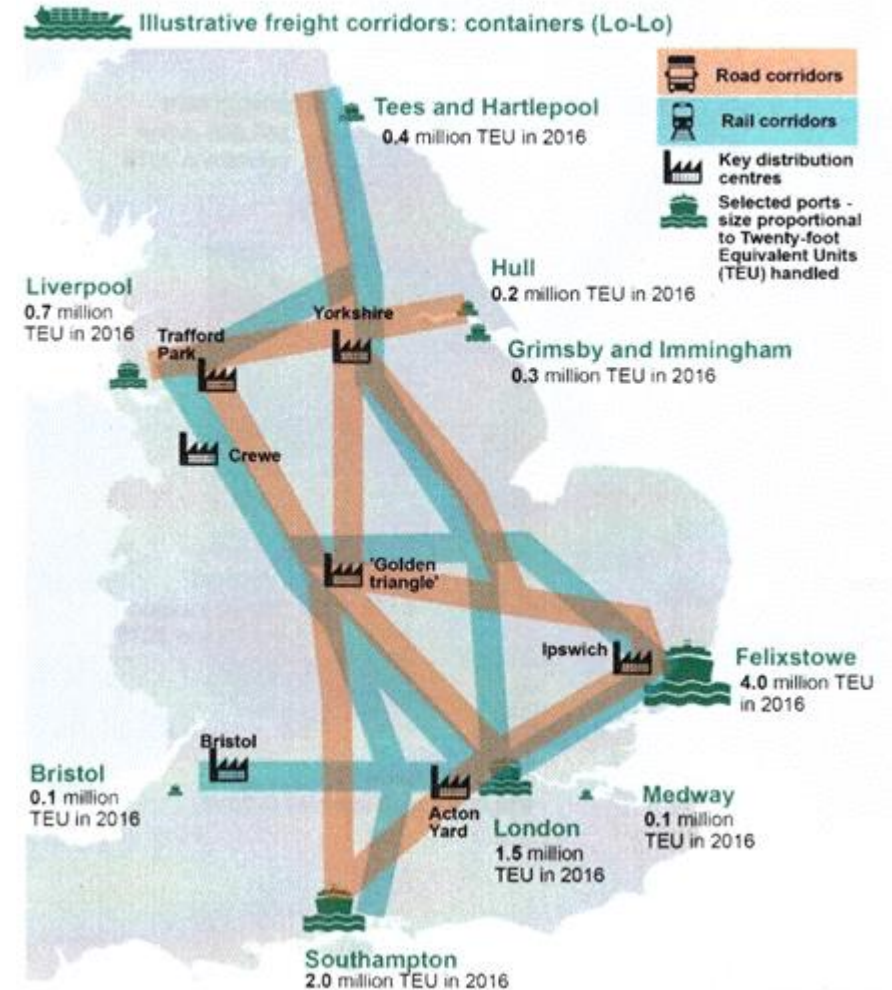 Illustrative freight corridors: containers (Lo-Lo)
Road corridors
Rail corridors
Key distribution
centres
Selected ports -
size proportional
to Twenty-foot
Equivalent Units
(TEU) handled
Tees and Hartlepool
0.4 million TEU in 2016
Hull
0.2 million TEU in 2016
Liverpool
0.7 million
TEU in 2016
Trafford
Park
Yorkshire
Grimsby and Immingham
0.3 million TEU in 2016
Crewe
'Golden
triangle'
Ipswich
Felixstowe
4.0 million TEU
in 2016
Bristol
Bristol
0.1 million
TEU in 2016
Acton
Yard
London
1.5 million
TEU in 2016
Medway
0.1 million
TEU in 2016
Southampton
2.0 million TEU in 2016